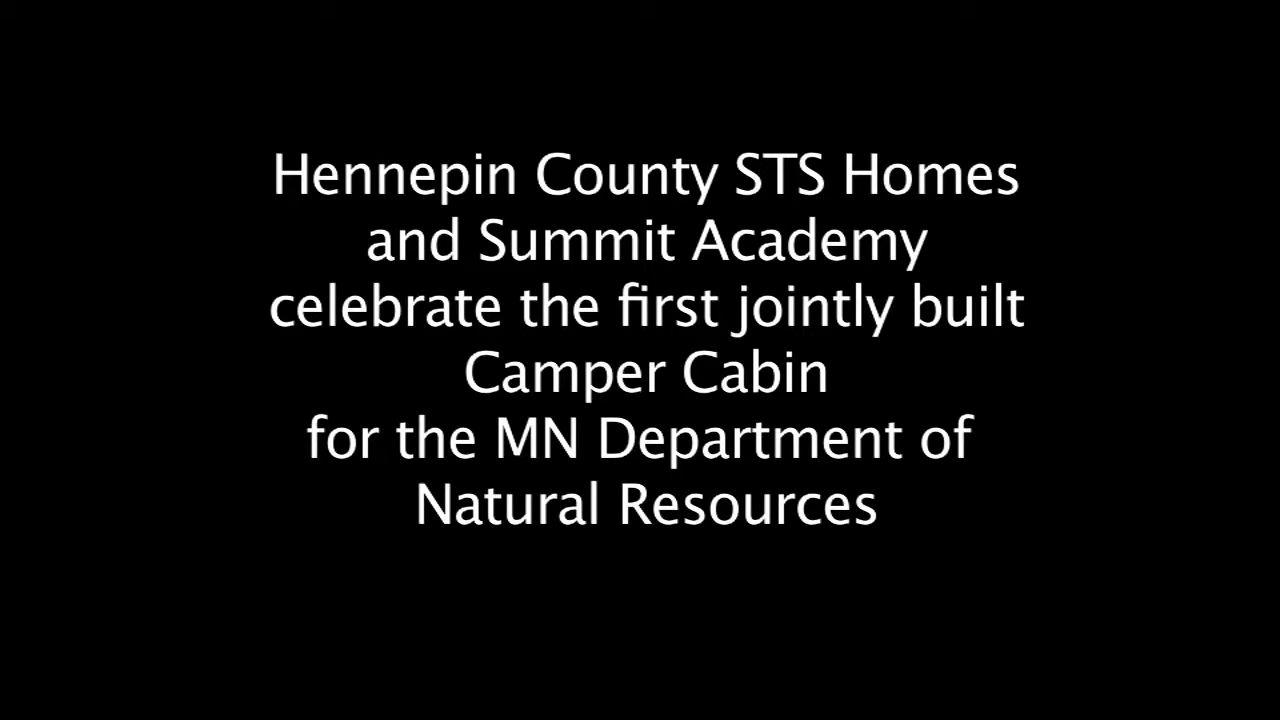 Hennepin County STS Homes
and Summit Academy
celebrate the first jointly built
Camper Cabin
for the MN Department of
Natural Resources